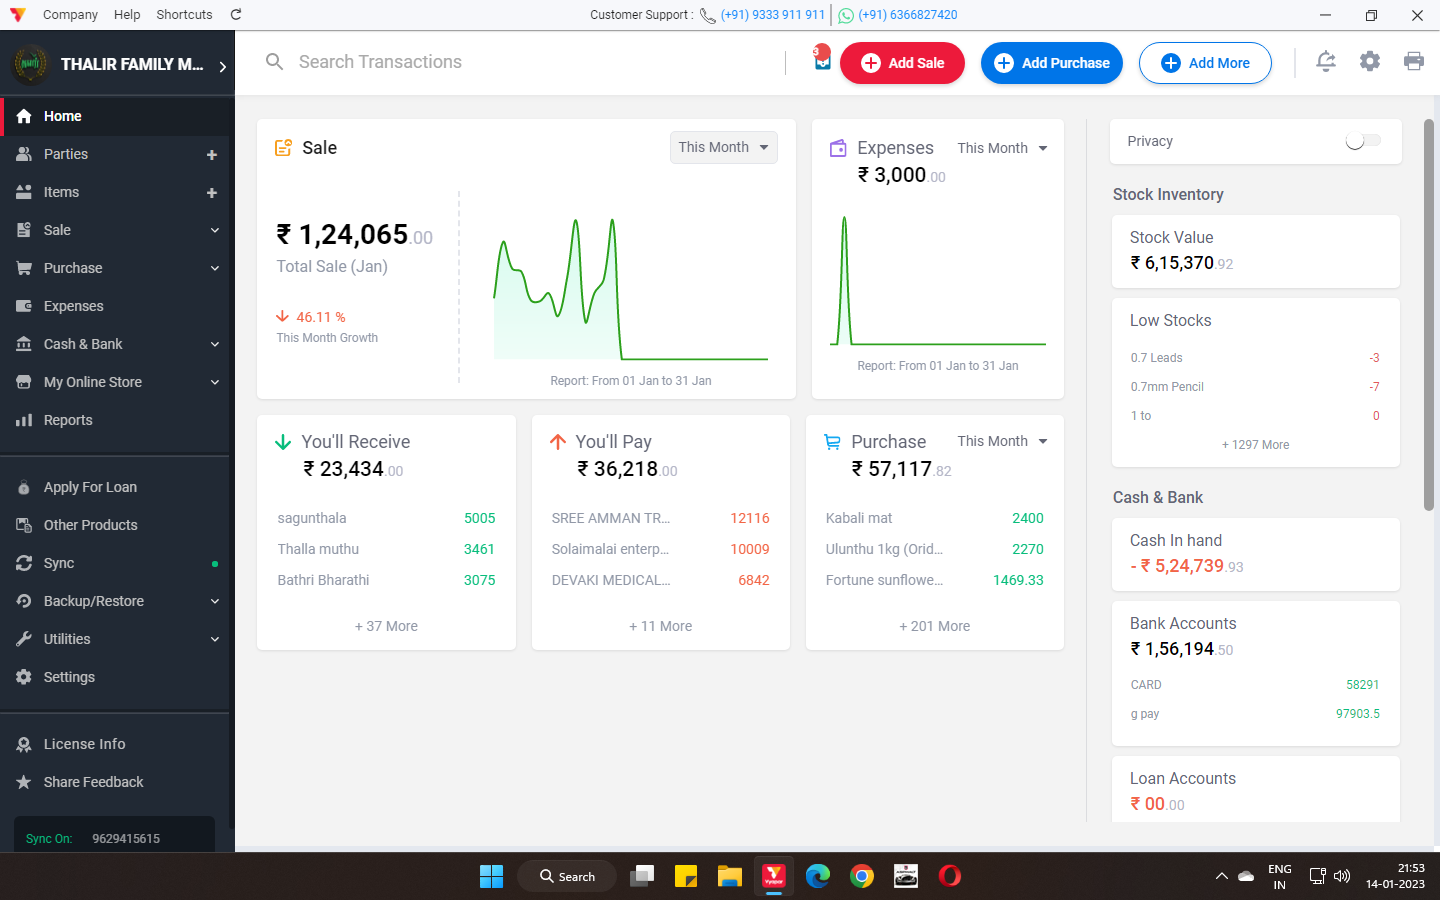 Company Help Shortcuts
Customer Support : (+91) 9333 911 911 (+91) 6366827420
THALIR FAMILY M...
Search Transactions
3
Add Sale
Add Purchase
Add More
Home
Parties
Items
Sale
Purchase
Expenses
Cash & Bank
My Online Store
Reports
Apply For Loan
Other Products
Sync
Backup/Restore
Utilities
Settings
License Info
Share Feedback
Sync On: 9629415615
Sale
This Month
₹ 1,24,065.00
Total Sale (Jan)
46.11 %
This Month Growth
Report: From 01 Jan to 31 Jan
Expenses This Month
₹ 3,000.00
Report: From 01 Jan to 31 Jan
You'll Receive
₹ 23,434.00
sagunthala 5005
Thalla muthu 3461
Bathri Bharathi 3075
+ 37 More
You'll Pay
₹ 36,218.00
SREE AMMAN TR... 12116
Solaimalai enterp... 10009
DEVAKI MEDICAL... 6842
+ 11 More
Purchase This Month
₹ 57,117.82
Kabali mat 2400
Ulunthu 1kg (Orid... 2270
Fortune sunflowe... 1469.33
+ 201 More
Privacy
Stock Inventory
Stock Value
₹ 6,15,370.92
Low Stocks
0.7 Leads -3
0.7mm Pencil -7
1 to 0
+ 1297 More
Cash & Bank
Cash In hand
- ₹ 5,24,739.93
Bank Accounts
₹ 1,56,194.50
CARD 58291
g pay 97903.5
Loan Accounts
₹ 00.00
Search
Vyapar
ENG
IN
21:53
14-01-2023